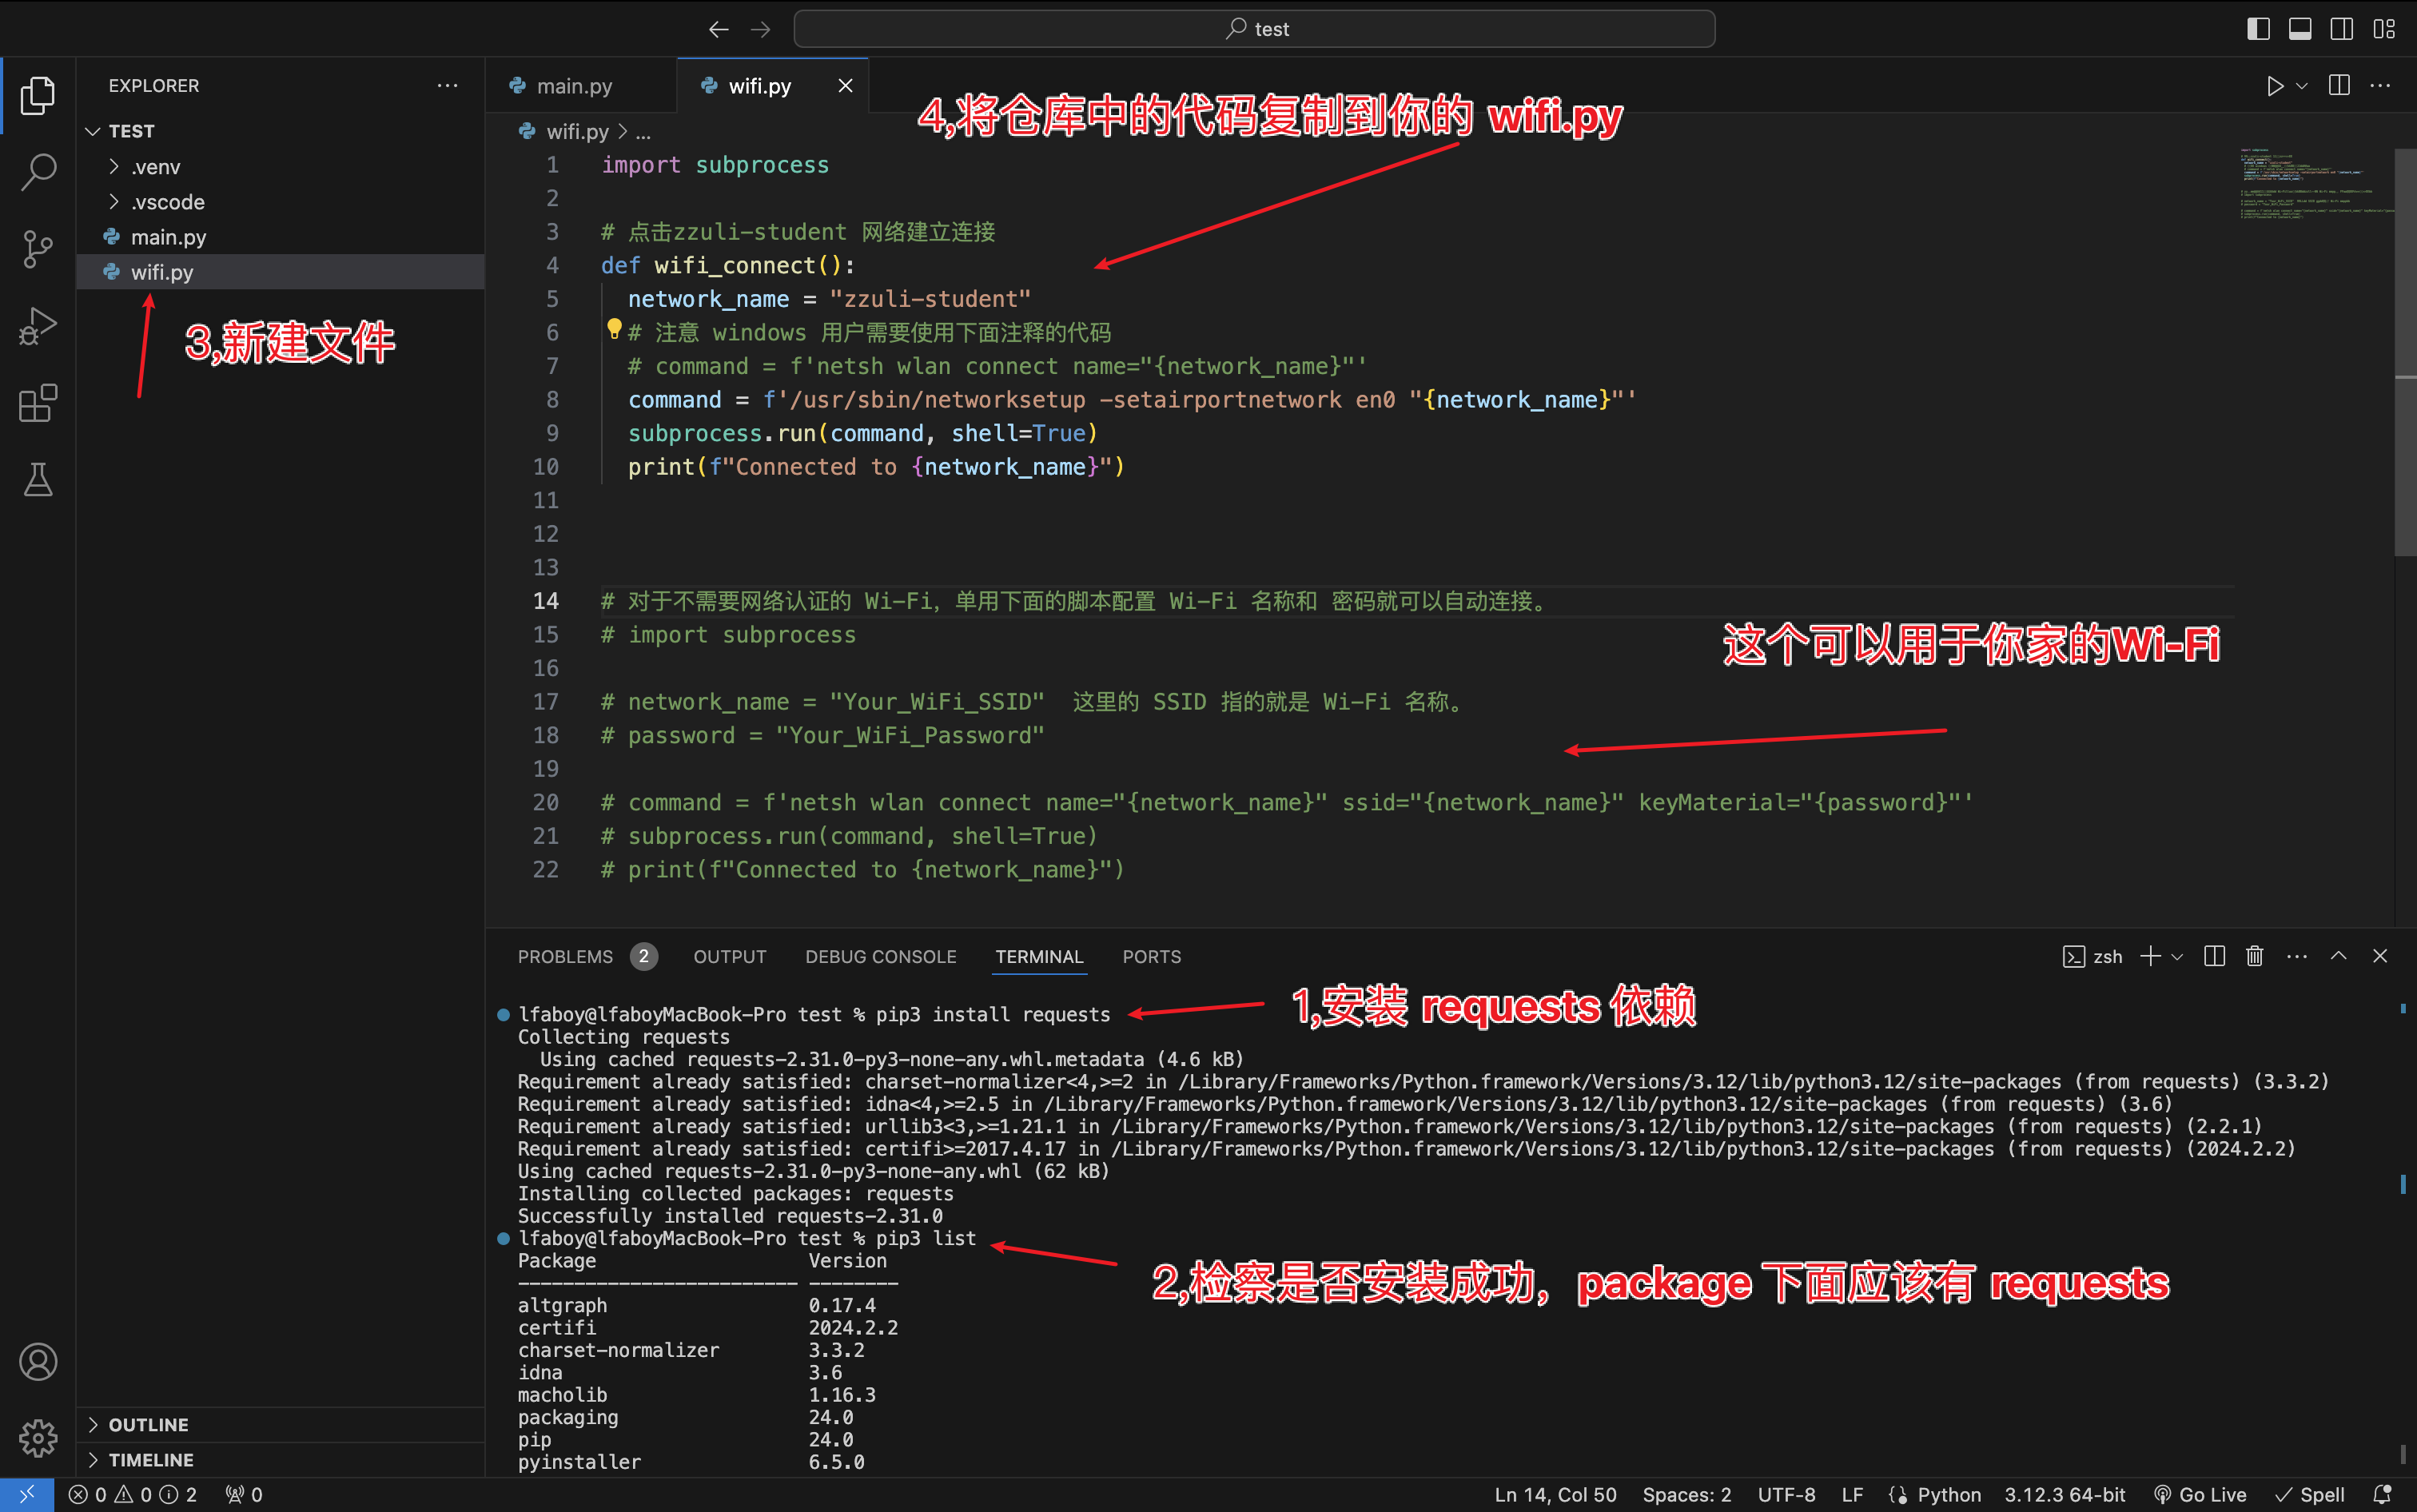 test
EXPLORER
TEST
.venv
.vscode
main.py
wifi.py
3,新建文件
OUTLINE
TIMELINE
main.py
wifi.py
4,将仓库中的代码复制到你的 wifi.py
wifi.py > ...
1 import subprocess
2
3 # 点击zzuli-student 网络建立连接
4 def wifi_connect():
5 network_name = "zzuli-student"
6 # 注意 windows 用户需要使用下面注释的代码
7 # command = f'netsh wlan connect name="{network_name}"'
8 command = f'/usr/sbin/networksetup -setairportnetwork en0 "{network_name}"'
9 subprocess.run(command, shell=True)
10 print(f"Connected to {network_name}")
11
12
13
14 # 对于不需要网络认证的 Wi-Fi, 单用下面的脚本配置 Wi-Fi 名称和 密码就可以自动连接。
15 # import subprocess
这个可以用于你家的Wi-Fi
16
17 # network_name = "Your_WiFi_SSID"  这里的 SSID 指的就是 Wi-Fi 名称。
18 # password = "Your_WiFi_Password"
19
20 # command = f'netsh wlan connect name="{network_name}" ssid="{network_name}" keyMaterial="{password}"'
21 # subprocess.run(command, shell=True)
22 # print(f"Connected to {network_name}")
PROBLEMS 2 OUTPUT DEBUG CONSOLE TERMINAL PORTS
zsh
lfaboy@lfaboyMacBook-Pro test % pip3 install requests
1,安装 requests 依赖
Collecting requests
Using cached requests-2.31.0-py3-none-any.whl.metadata (4.6 kB)
Requirement already satisfied: charset-normalizer<4,>=2 in /Library/Frameworks/Python.framework/Versions/3.12/lib/python3.12/site-packages (from requests) (3.3.2)
Requirement already satisfied: idna<4,>=2.5 in /Library/Frameworks/Python.framework/Versions/3.12/lib/python3.12/site-packages (from requests) (3.6)
Requirement already satisfied: urllib3<3,>=1.21.1 in /Library/Frameworks/Python.framework/Versions/3.12/lib/python3.12/site-packages (from requests) (2.2.1)
Requirement already satisfied: certifi>=2017.4.17 in /Library/Frameworks/Python.framework/Versions/3.12/lib/python3.12/site-packages (from requests) (2024.2.2)
Using cached requests-2.31.0-py3-none-any.whl (62 kB)
Installing collected packages: requests
Successfully installed requests-2.31.0
lfaboy@lfaboyMacBook-Pro test % pip3 list
2,检察是否安装成功，package 下面应该有 requests
Package Version
------------------------- --------
altgraph 0.17.4
certifi 2024.2.2
charset-normalizer 3.3.2
idna 3.6
macholib 1.16.3
packaging 24.0
pip 24.0
pyinstaller 6.5.0
0 0 2 0
Ln 14, Col 50 Spaces: 2 UTF-8 LF Python 3.12.3 64-bit Go Live Spell